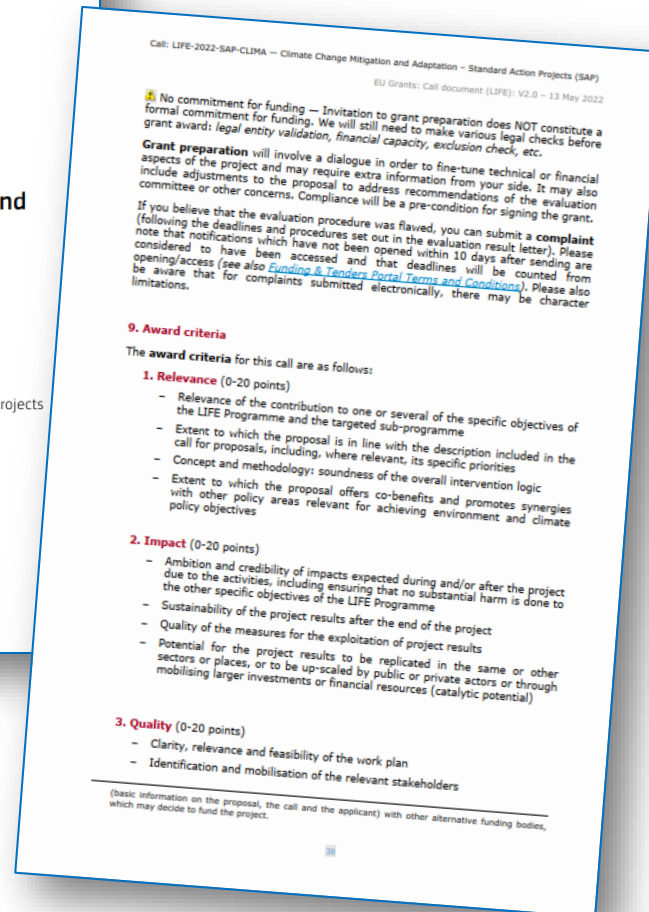 nd
rojects
Call: LIFE-2022-SAP-CLIMA — Climate Change Mitigation and Adaptation – Standard Action Projects (SAP)
EU Grants: Call document (LIFE): V2.0 – 13 May 2022
No commitment for funding — Invitation to grant preparation does NOT constitute a
formal commitment for funding. We will still need to make various legal checks before
grant award: legal entity validation, financial capacity, exclusion check, etc.
Grant preparation will involve a dialogue in order to fine-tune technical or financial
aspects of the project and may require extra information from your side. It may also
include adjustments to the proposal to address recommendations of the evaluation
committee or other concerns. Compliance will be a pre-condition for signing the grant.
If you believe that the evaluation procedure was flawed, you can submit a complaint
(following the deadlines and procedures set out in the evaluation result letter). Please
note that notifications which have not been opened within 10 days after sending are
considered to have been accessed and that deadlines will be counted from
opening/access (see also Funding & Tenders Portal Terms and Conditions). Please also
be aware that for complaints submitted electronically, there may be character
limitations.
9. Award criteria
The award criteria for this call are as follows:
1. Relevance (0-20 points)
– Relevance of the contribution to one or several of the specific objectives of
the LIFE Programme and the targeted sub-programme
– Extent to which the proposal is in line with the description included in the
call for proposals, including, where relevant, its specific priorities
– Concept and methodology: soundness of the overall intervention logic
– Extent to which the proposal offers co-benefits and promotes synergies
with other policy areas relevant for achieving environment and climate
policy objectives
2. Impact (0-20 points)
– Ambition and credibility of impacts expected during and/or after the project
due to the activities, including ensuring that no substantial harm is done to
the other specific objectives of the LIFE Programme
– Sustainability of the project results after the end of the project
– Quality of the measures for the exploitation of project results
– Potential for the project results to be replicated in the same or other
sectors or places, or to be up-scaled by public or private actors or through
mobilising larger investments or financial resources (catalytic potential)
3. Quality (0-20 points)
– Clarity, relevance and feasibility of the work plan
– Identification and mobilisation of the relevant stakeholders
(basic information on the proposal, the call and the applicant) with other alternative funding bodies,
which may decide to fund the project.
38